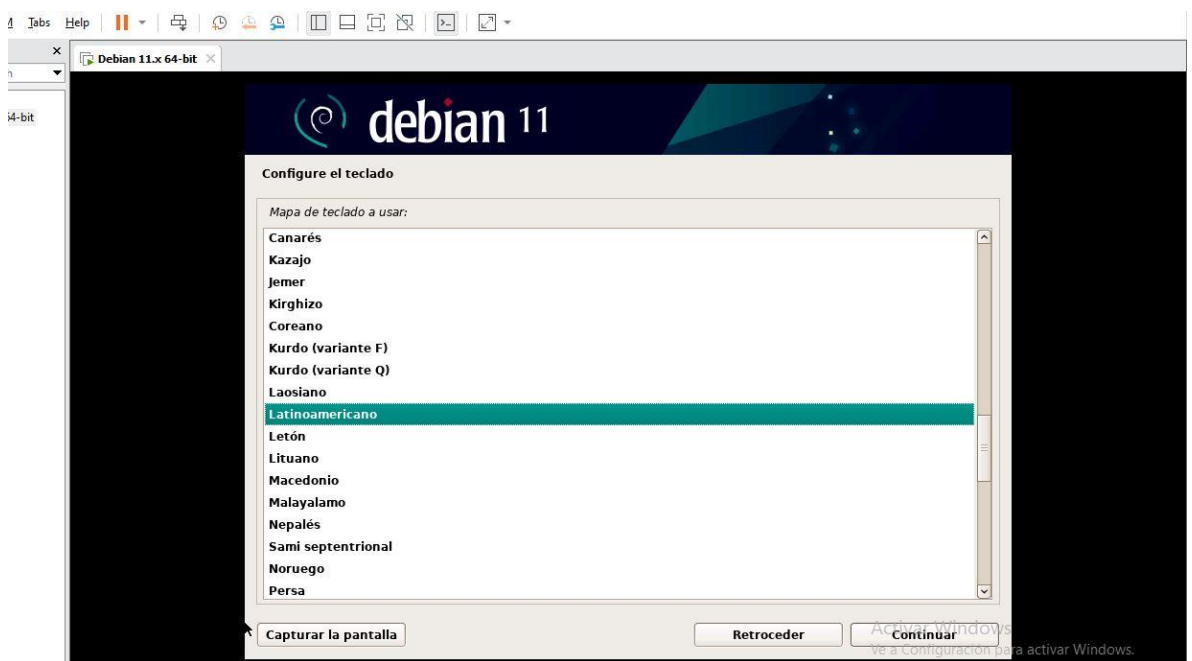 M Tabs Help
Debian 11.x 64-bit
64-bit
debian 11
Configure el teclado
Mapa de teclado a usar:
Canarés
Kazajo
Jemer
Kirghizo
Coreano
Kurdo (variante F)
Kurdo (variante Q)
Laosiano
Latinoamericano
Letón
Lituano
Macedonio
Malayalamo
Nepalés
Sami septentrional
Noruego
Persa
Capturar la pantalla
Retroceder
Continuar
Activar Windows
Ve a Configuración para activar Windows.